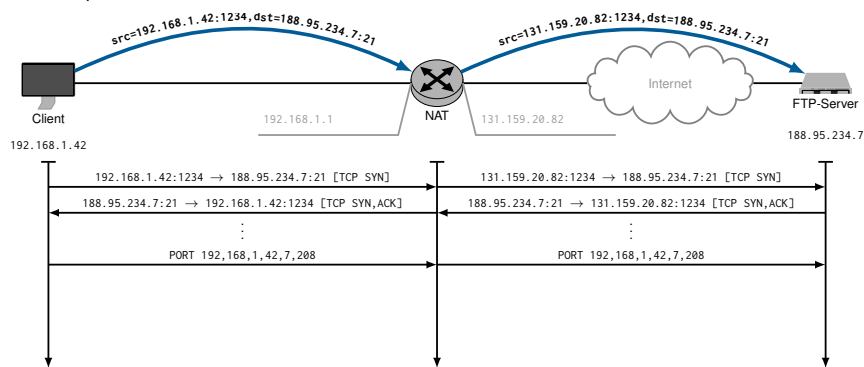 src=192.168.1.42:1234,dst=188.95.234.7:21
src=131.159.20.82:1234,dst=188.95.234.7:21
Internet
Client
NAT
FTP-Server
192.168.1.1
131.159.20.82
192.168.1.42
188.95.234.7
192.168.1.42:1234 → 188.95.234.7:21 [TCP SYN]
131.159.20.82:1234 → 188.95.234.7:21 [TCP SYN]
188.95.234.7:21 → 192.168.1.42:1234 [TCP SYN,ACK]
188.95.234.7:21 → 131.159.20.82:1234 [TCP SYN,ACK]
PORT 192,168,1,42,7,208
PORT 192,168,1,42,7,208